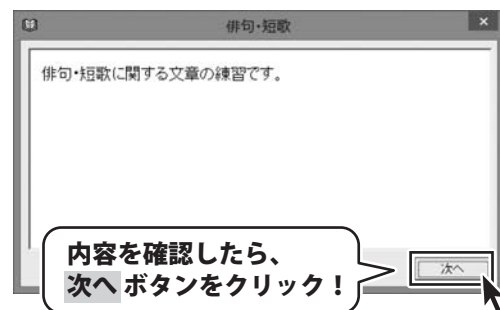 俳句・短歌
俳句・短歌に関する文章の練習です。
内容を確認したら、
次へ ボタンをクリック！
次へ